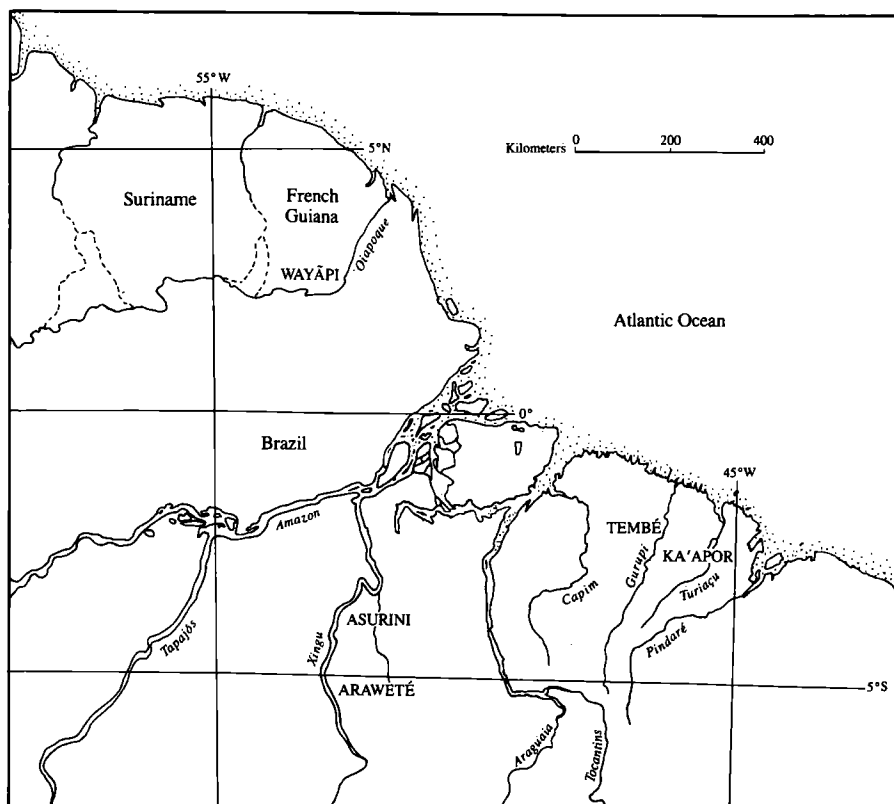 55° W
Kilometers 0 200 400
5°N
Suriname
French
Guiana
Oiapoque
WAYÃPI
Atlantic Ocean
0°
Brazil
45°W
Amazon
TEMBÉ
KA'APOR
Gurupi
Turiaçu
Capim
Pindaré
Tapajós
Xingu
ASURINI
ARAWETÉ
5°S
Araguaia
Tocantins